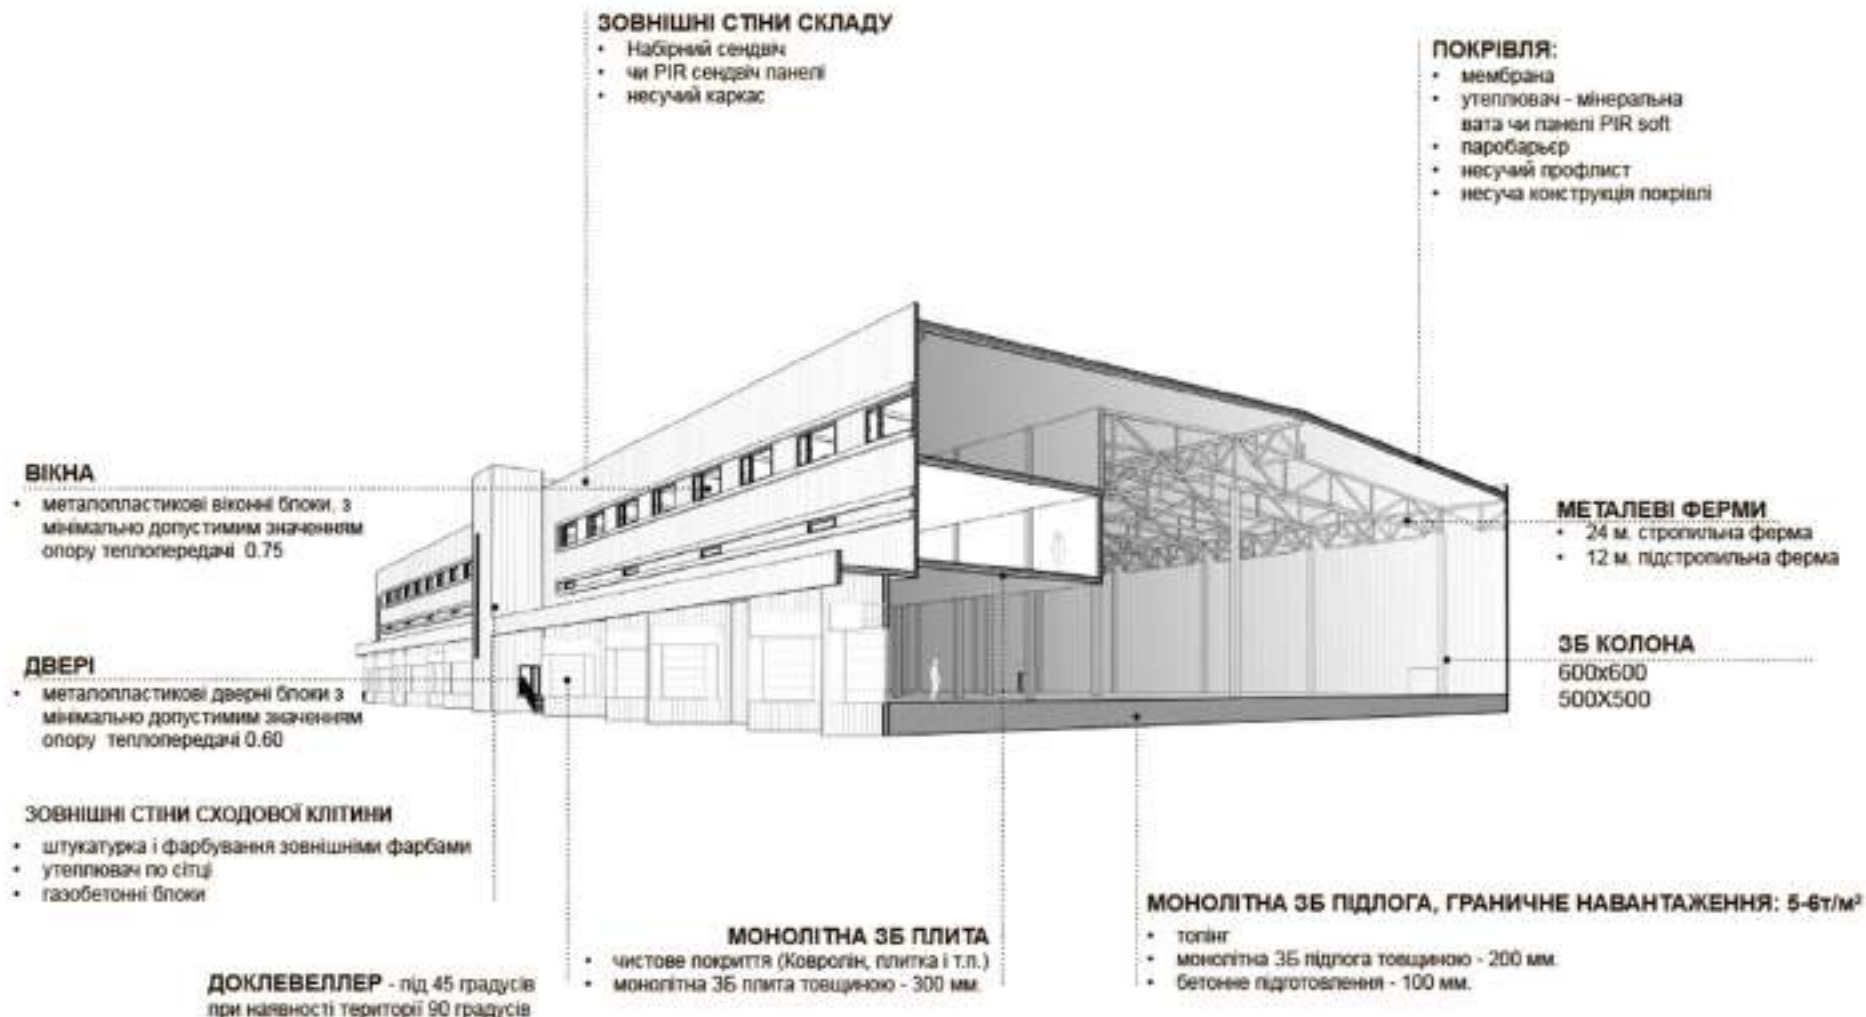 ЗОВНІШНІ СТІНИ СКЛАДУ
• Набірний сендвіч
• чи PIR сендвіч панелі
• несучий каркас
ПОКРІВЛЯ:
• мембрана
• утеплювач - мінеральна
вата чи панелі PIR soft
• паробарьєр
• несучий профлист
• несуча конструкція покрівлі
ВІКНА
• металопластикові віконні блоки, з
мінімально допустимим значенням
опору теплопередачі 0.75
МЕТАЛЕВІ ФЕРМИ
• 24 м. стропильна ферма
• 12 м. підстропильна ферма
ДВЕРІ
• металопластикові дверні блоки з
мінімально допустимим значенням
опору теплопередачі 0.60
ЗБ КОЛОНА
600х600
500Х500
ЗОВНІШНІ СТІНИ СХОДОВОЇ КЛІТИНИ
• штукатурка і фарбування зовнішніми фарбами
• утеплювач по сітці
• газобетонні блоки
МОНОЛІТНА ЗБ ПІДЛОГА, ГРАНИЧНЕ НАВАНТАЖЕННЯ: 5-6т/м²
• топінг
• монолітна ЗБ підлога товщиною - 200 мм.
• бетонне підготовлення - 100 мм.
МОНОЛІТНА ЗБ ПЛИТА
• чистове покриття (Ковролін, плитка і т.п.)
• монолітна ЗБ плита товщиною - 300 мм.
ДОКЛЕВЕЛЛЕР - під 45 градусів
при наявності території 90 градусів